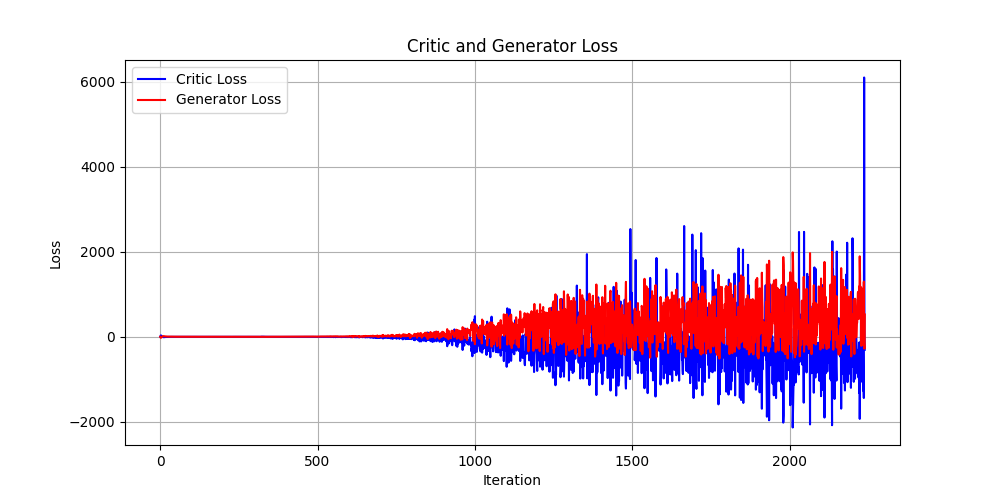 Critic and Generator Loss
Critic Loss
Generator Loss
6000
4000
2000
0
−2000
Loss
0 500 1000 1500 2000
Iteration